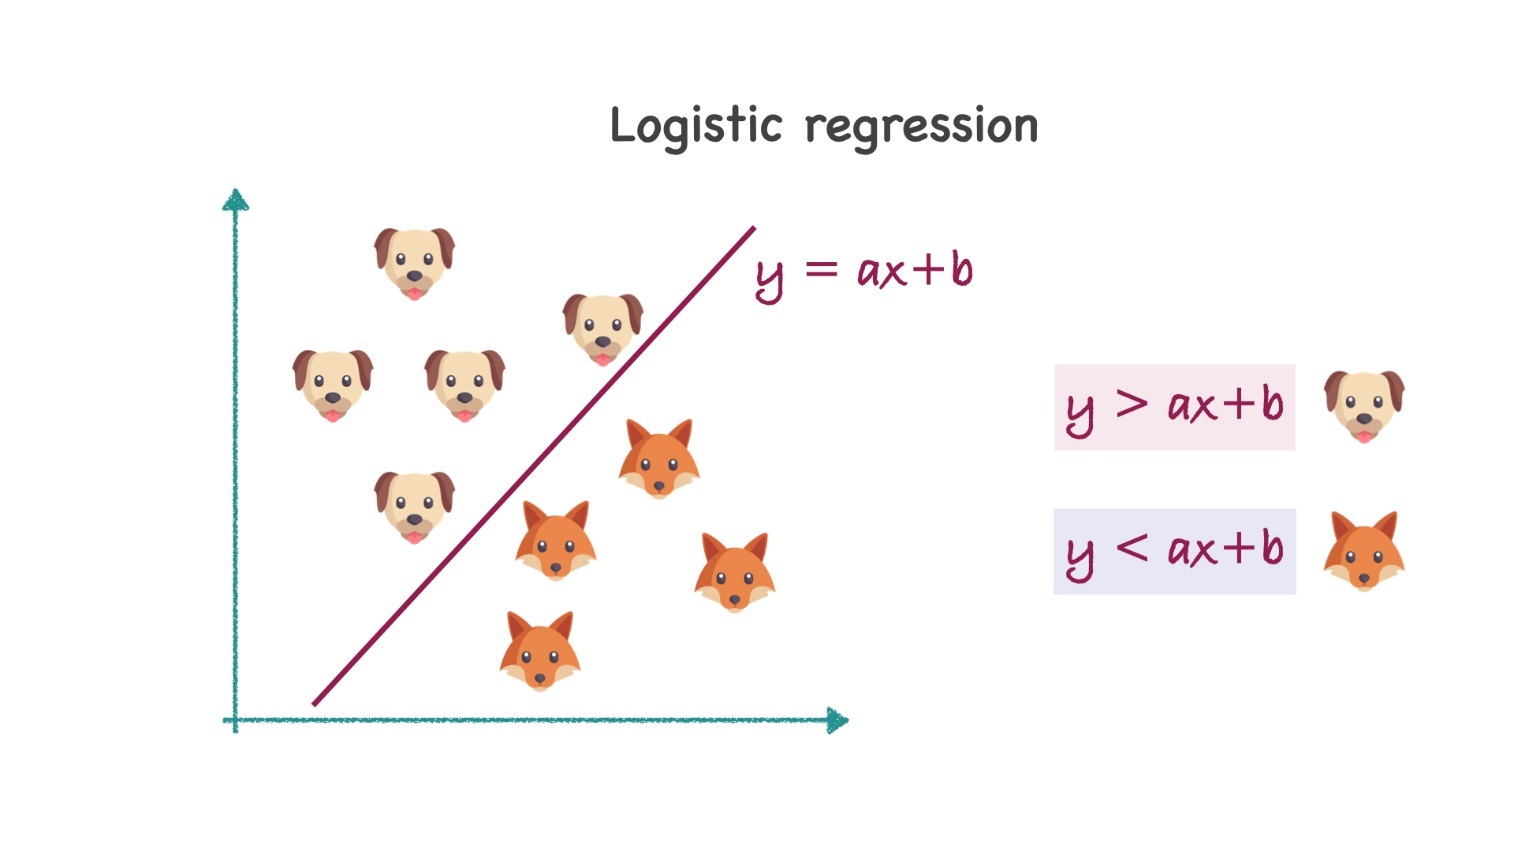 Logistic regression
y = ax+b
y > ax+b
y < ax+b